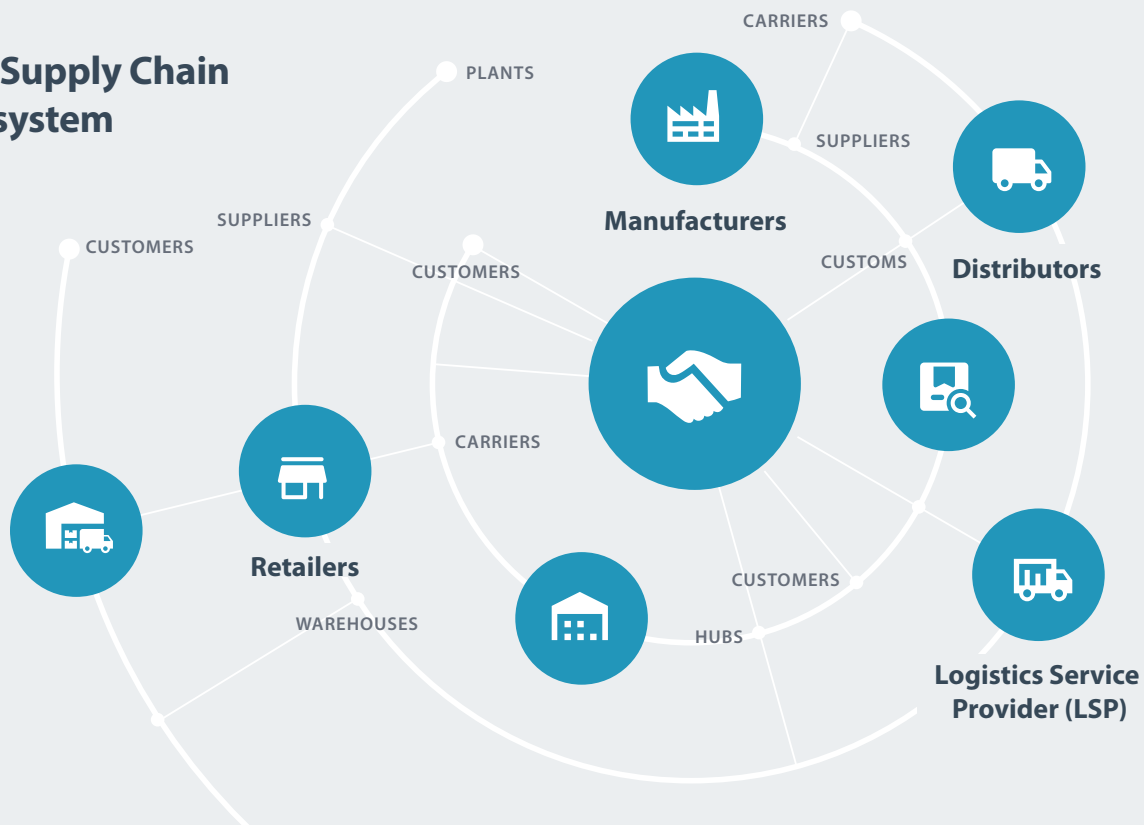 Supply Chain
system
CARRIERS
PLANTS
SUPPLIERS
Manufacturers
SUPPLIERS
CUSTOMERS
CUSTOMERS
CUSTOMS
Distributors
CARRIERS
Retailers
CUSTOMERS
WAREHOUSES
HUBS
Logistics Service
Provider (LSP)